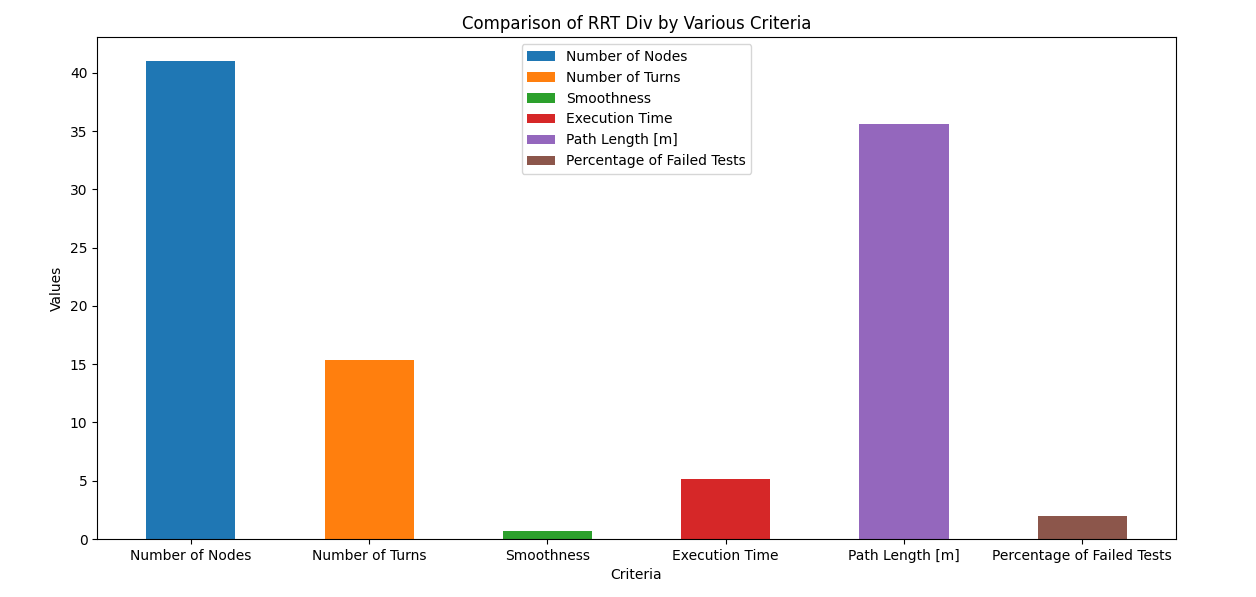 Comparison of RRT Div by Various Criteria
Number of Nodes
Number of Turns
Smoothness
Execution Time
Path Length [m]
Percentage of Failed Tests
Values
40
35
30
25
20
15
10
5
0
Number of Nodes Number of Turns Smoothness Execution Time Path Length [m] Percentage of Failed Tests
Criteria